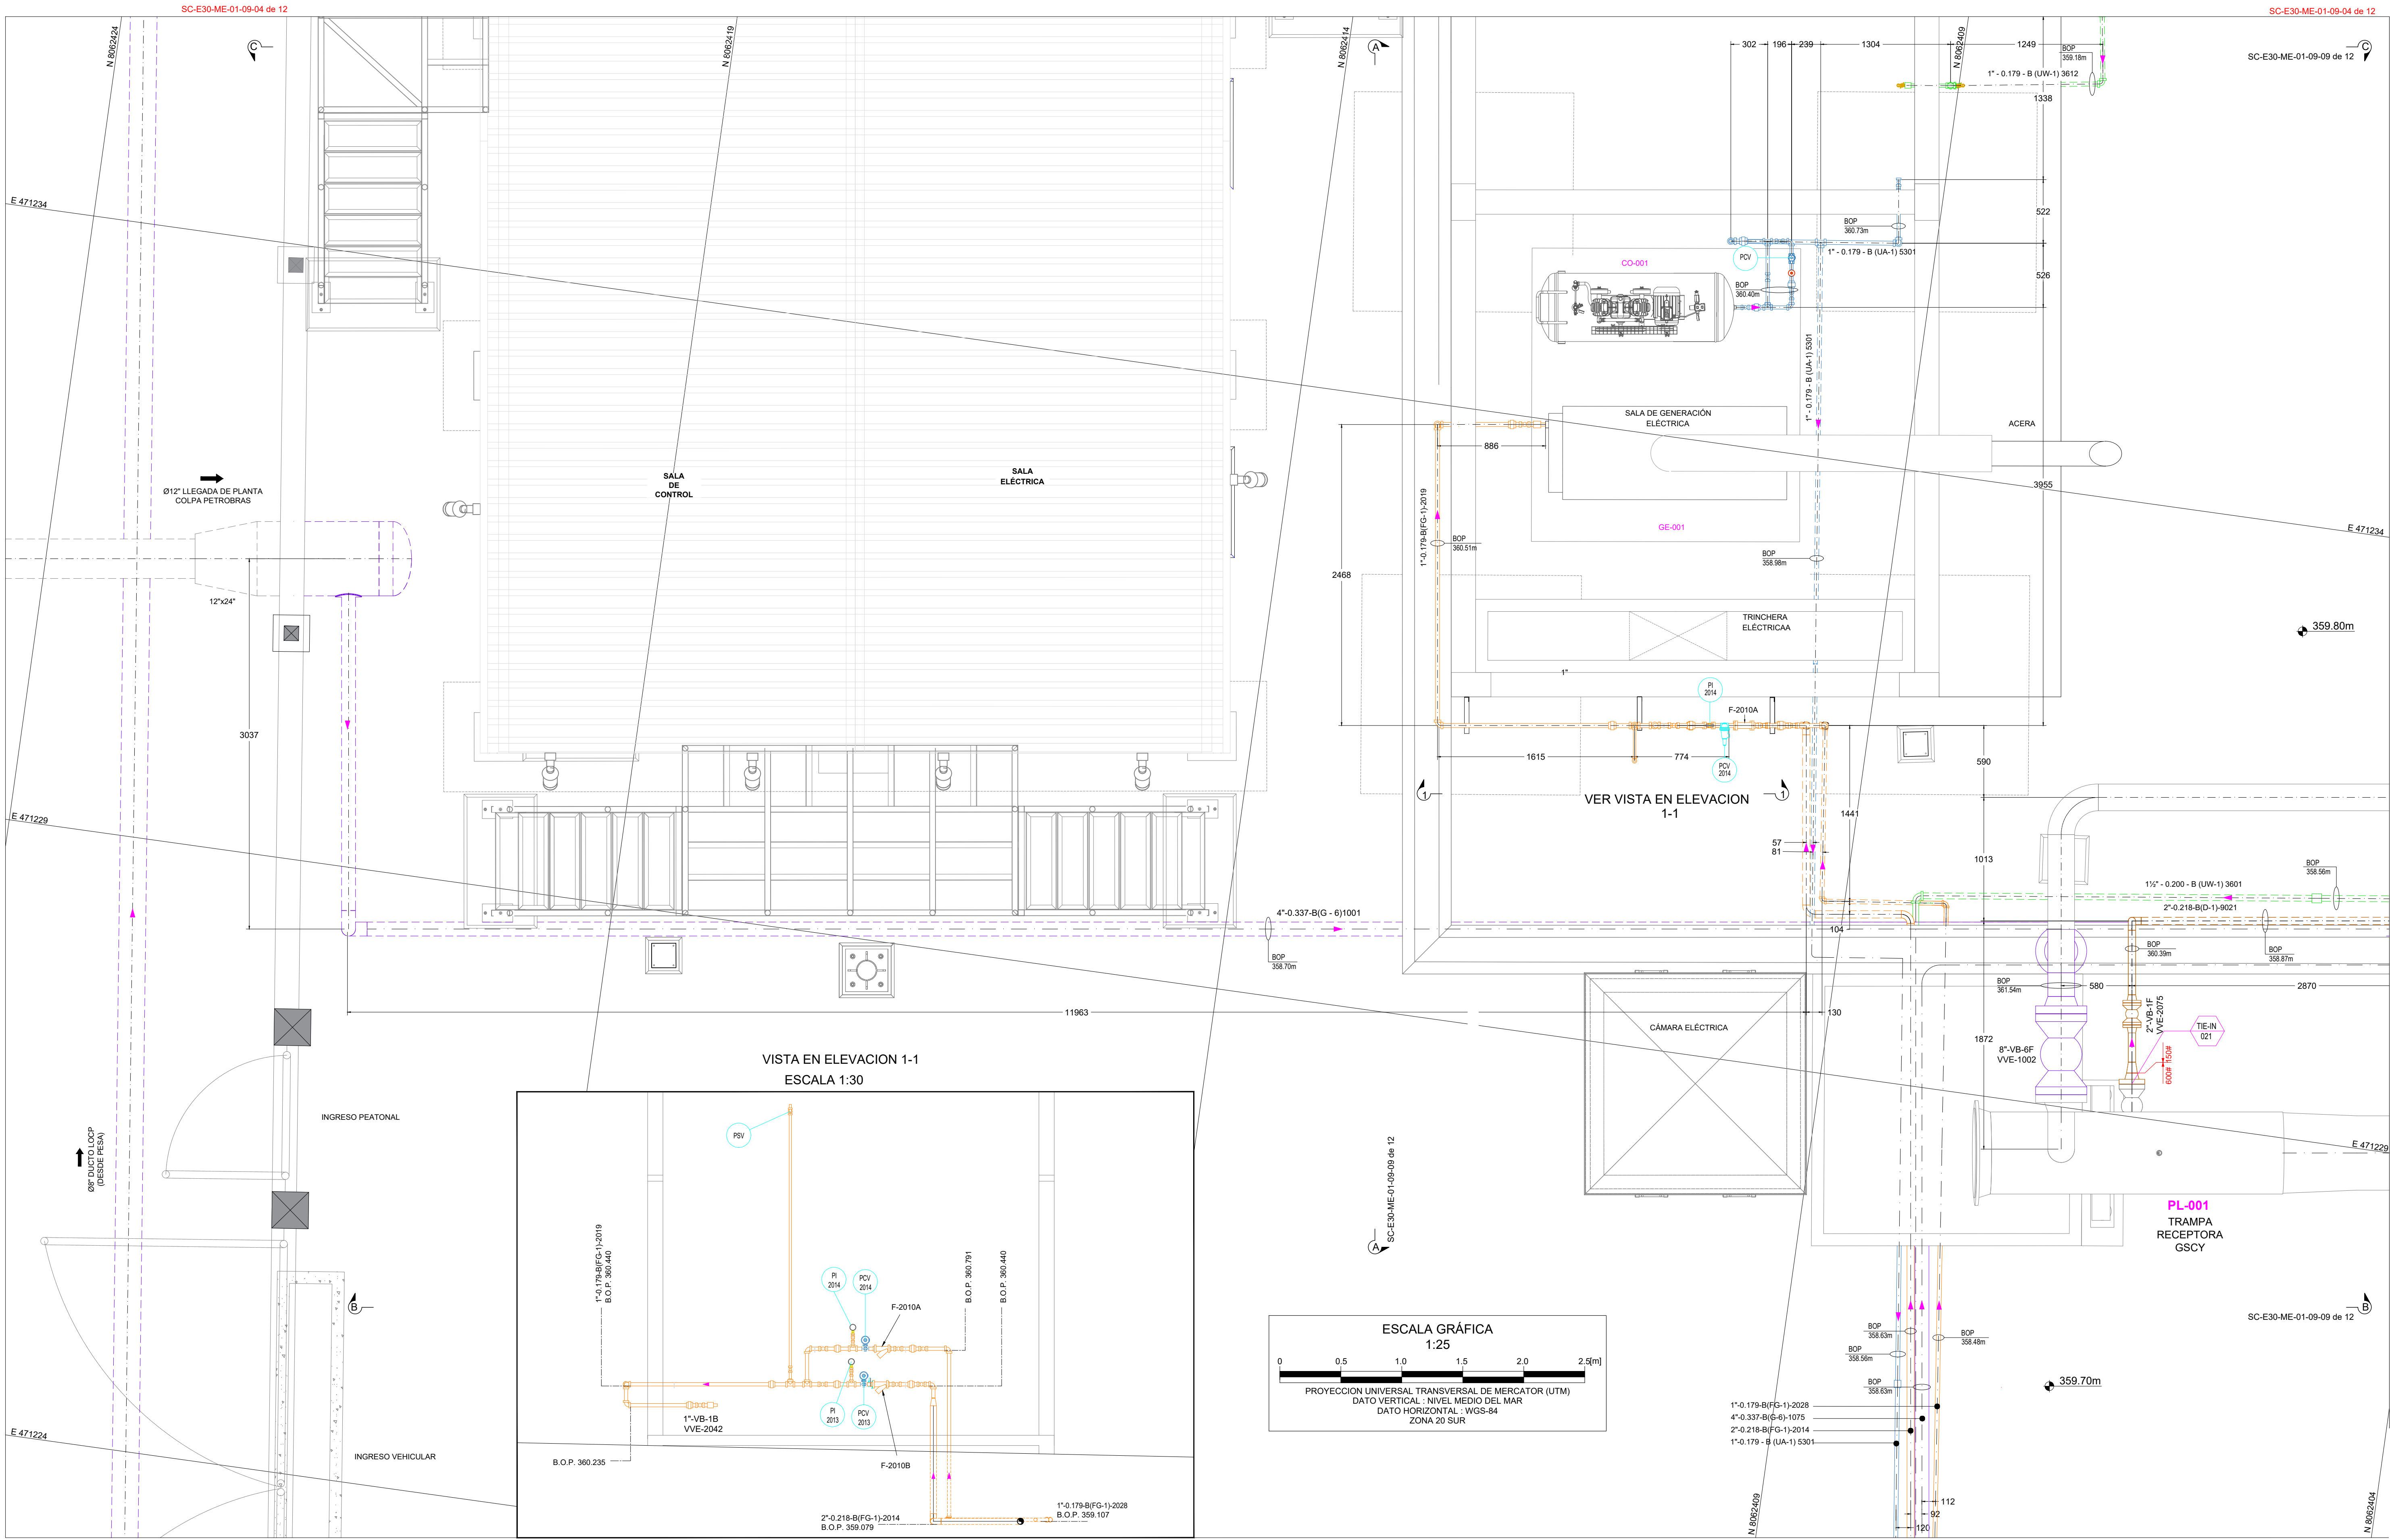 SC-E30-ME-01-09-04 de 12
SC-E30-ME-01-09-04 de 12
N 8062424
C
N 8062419
N 8062414
A
302
196
239
1304
N 8062409
1249
BOP
359.18m
C
SC-E30-ME-01-09-09 de 12
1" - 0.179 - B (UW-1) 3612
1338
E 471234
522
BOP
360.73m
PCV
1" - 0.179 - B (UA-1) 5301
CO-001
526
BOP
360.40m
1" - 0.179 - B (UA-1) 5301
SALA DE GENERACIÓN
ELÉCTRICA
ACERA
886
SALA
DE
CONTROL
SALA
ELÉCTRICA
Ø12" LLEGADA DE PLANTA
COLPA PETROBRAS
3955
1"-0.179-B(FG-1)-2019
GE-001
E 471234
BOP
360.51m
BOP
358.98m
2468
12"x24"
TRINCHERA
ELÉCTRICAA
359.80m
1"
PI
2014
F-2010A
3037
1615
774
PCV
2014
590
1
1
VER VISTA EN ELEVACION
1-1
E 471229
1441
57
81
1013
BOP
358.56m
1½" - 0.200 - B (UW-1) 3601
2"-0.218-B(D-1)-9021
4"-0.337-B(G - 6)1001
104
BOP
358.70m
BOP
360.39m
BOP
358.87m
BOP
361.54m
580
2870
11963
130
CÁMARA ELÉCTRICA
2"-VB-1F
VVE-2075
TIE-IN
021
1872
8"-VB-6F
VVE-1002
600# 150#
VISTA EN ELEVACION 1-1
ESCALA 1:30
INGRESO PEATONAL
PSV
Ø8" DUCTO LOCP
(DESDE PESA)
SC-E30-ME-01-09-09 de 12
A
E 471229
PL-001
TRAMPA
RECEPTORA
GSCY
1"-0.179-B(FG-1)-2019
B.O.P. 360.440
PI
2014
PCV
2014
B.O.P. 360.791
B.O.P. 360.440
F-2010A
B
B
SC-E30-ME-01-09-09 de 12
ESCALA GRÁFICA
1:25
0
0.5
1.0
1.5
2.0
2.5[m]
PROYECCION UNIVERSAL TRANSVERSAL DE MERCATOR (UTM)
DATO VERTICAL : NIVEL MEDIO DEL MAR
DATO HORIZONTAL : WGS-84
ZONA 20 SUR
BOP
358.63m
BOP
358.48m
BOP
358.56m
BOP
358.63m
359.70m
PI
2013
PCV
2013
1"-VB-1B
VVE-2042
1"-0.179-B(FG-1)-2028
4"-0.337-B(G-6)-1075
2"-0.218-B(FG-1)-2014
1"-0.179 - B (UA-1) 5301
E 471224
INGRESO VEHICULAR
B.O.P. 360.235
F-2010B
1"-0.179-B(FG-1)-2028
B.O.P. 359.107
2"-0.218-B(FG-1)-2014
B.O.P. 359.079
112
92
120
N 8062409
N 8062404